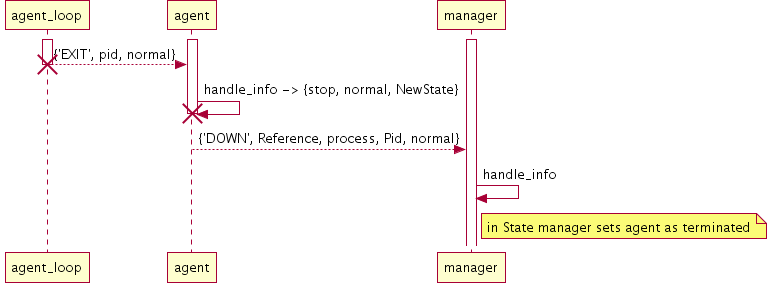 agent_loop
agent
manager
{'EXIT', pid, normal}
handle_info -> {stop, normal, NewState}
{'DOWN', Reference, process, Pid, normal}
handle_info
in State manager sets agent as terminated
agent_loop
agent
manager